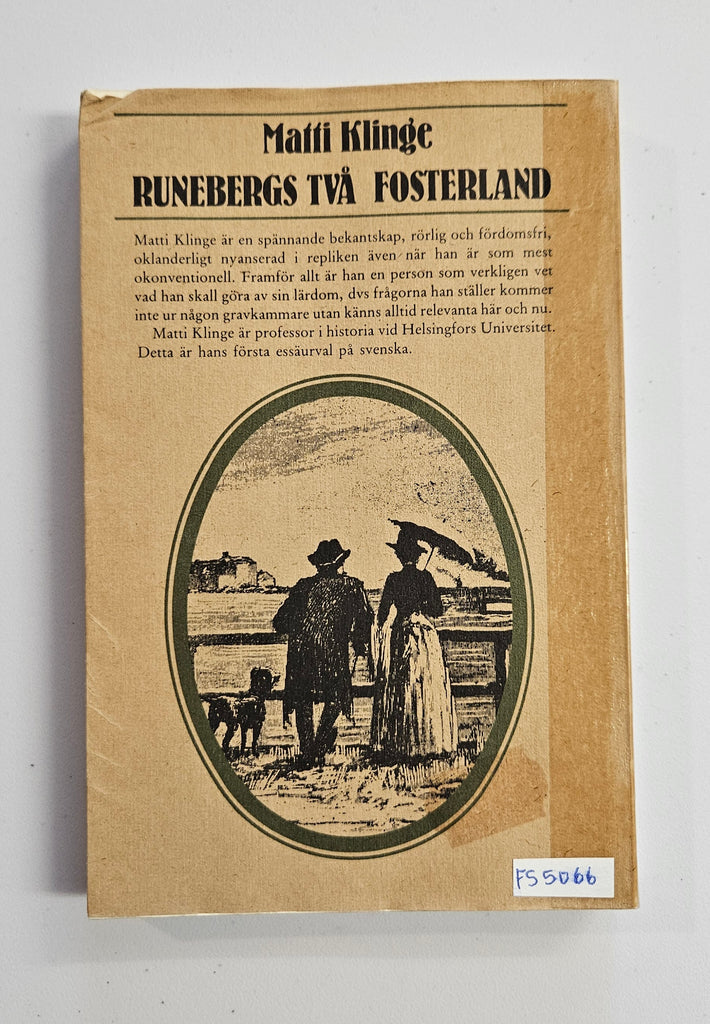 Matti Klinge
RUNEBERGS TVÅ FOSTERLAND
Matti Klinge är en spännande bekantskap, rörlig och fördomsfri,
oklanderligt nyanserad i repliken även när han är som mest
okonventionell. Framför allt är han en person som verkligen vet
vad han skall göra av sin lärdom, dvs frågorna han ställer kommer
inte ur någon gravkammare utan känns alltid relevanta här och nu.
Matti Klinge är professor i historia vid Helsingfors Universitet.
Detta är hans första essäurval på svenska.
FS5066